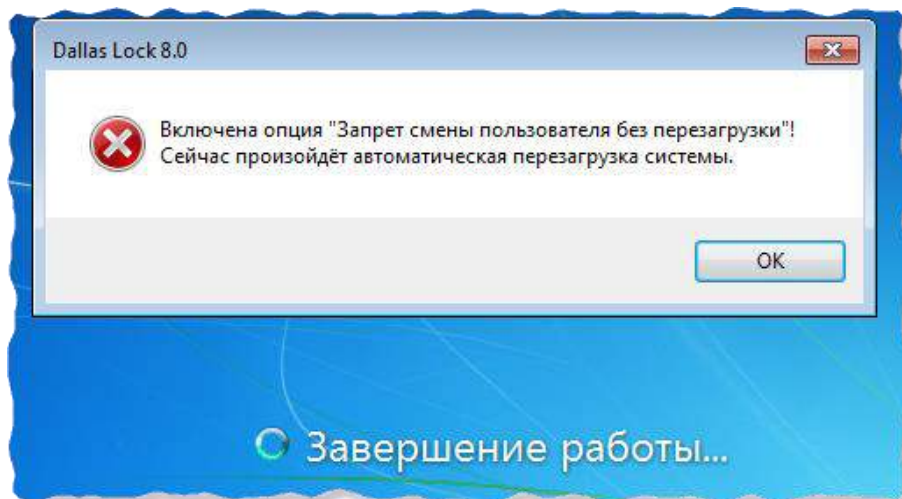 Dallas Lock 8.0
Включена опция "Запрет смены пользователя без перезагрузки"!
Сейчас произойдёт автоматическая перезагрузка системы.
OK
Завершение работы...